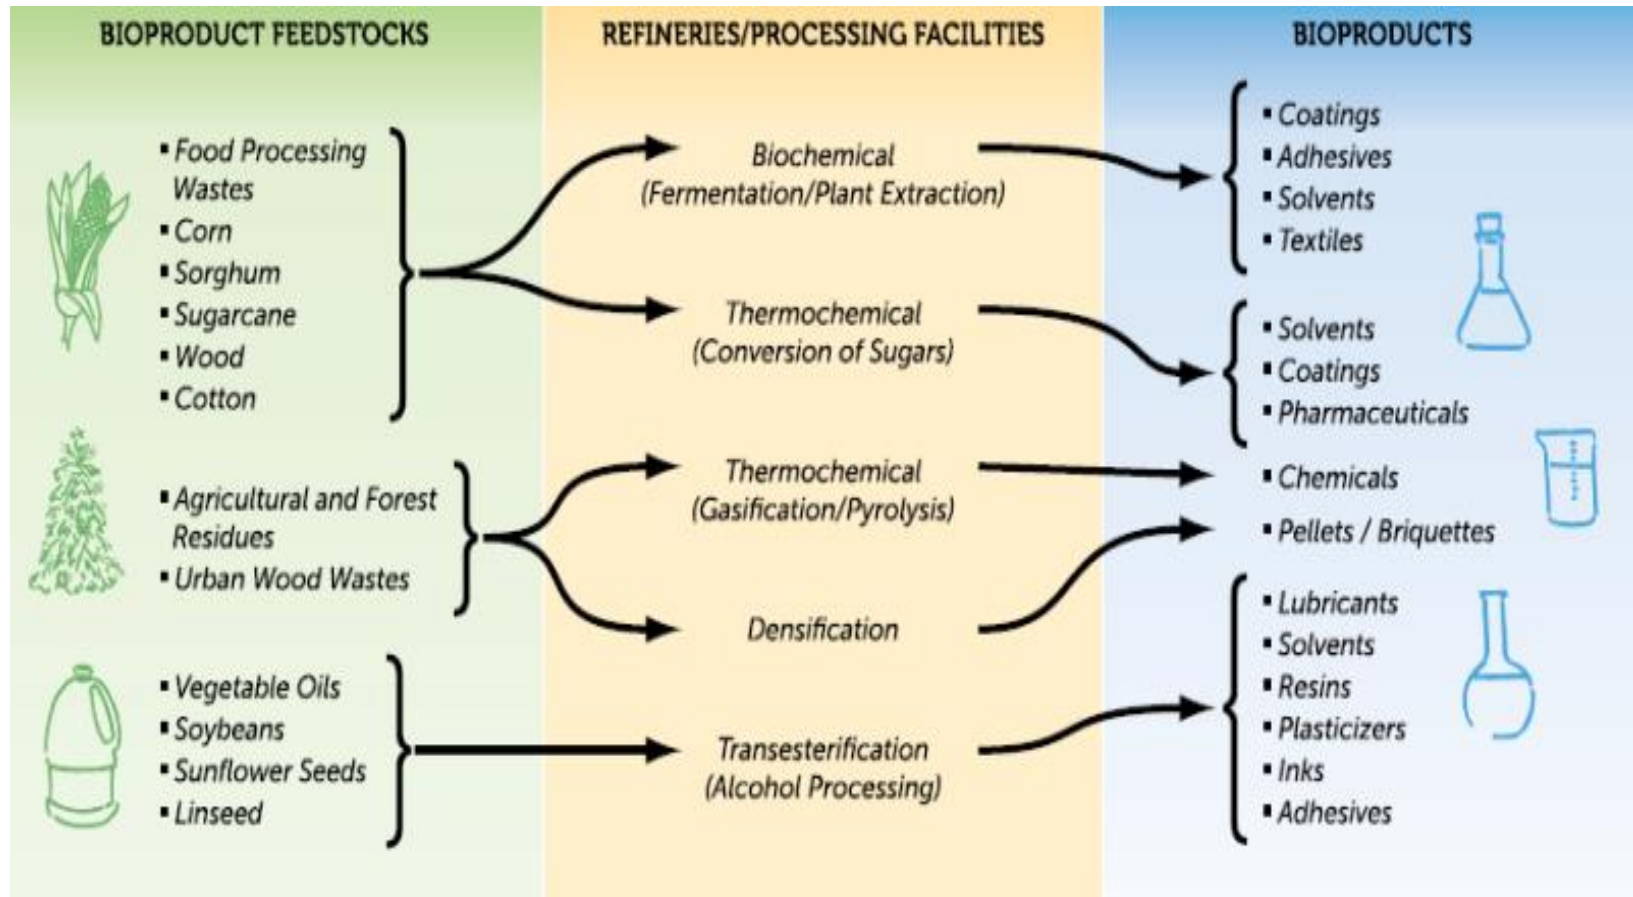 BIOPRODUCT FEEDSTOCKS
▪ Food Processing
Wastes
▪ Corn
▪ Sorghum
▪ Sugarcane
▪ Wood
▪ Cotton
▪ Agricultural and Forest
Residues
▪ Urban Wood Wastes
▪ Vegetable Oils
▪ Soybeans
▪ Sunflower Seeds
▪ Linseed
REFINERIES/PROCESSING FACILITIES
Biochemical
(Fermentation/Plant Extraction)
Thermochemical
(Conversion of Sugars)
Thermochemical
(Gasification/Pyrolysis)
Densification
Transesterification
(Alcohol Processing)
BIOPRODUCTS
▪ Coatings
▪ Adhesives
▪ Solvents
▪ Textiles
▪ Solvents
▪ Coatings
▪ Pharmaceuticals
▪ Chemicals
▪ Pellets / Briquettes
▪ Lubricants
▪ Solvents
▪ Resins
▪ Plasticizers
▪ Inks
▪ Adhesives